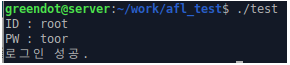 greendot@server:~/work/afl_test$ ./test
ID : root
PW : toor
로그인 성공.